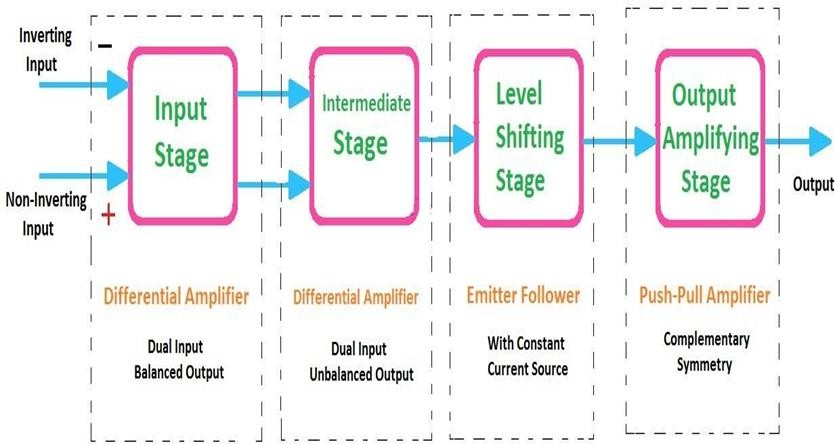 Inverting
Input
−
Non-Inverting
Input
+
Input
Stage
Intermediate
Stage
Level
Shifting
Stage
Output
Amplifying
Stage
Output
Differential Amplifier
Dual Input
Balanced Output
Differential Amplifier
Dual Input
Unbalanced Output
Emitter Follower
With Constant
Current Source
Push-Pull Amplifier
Complementary
Symmetry